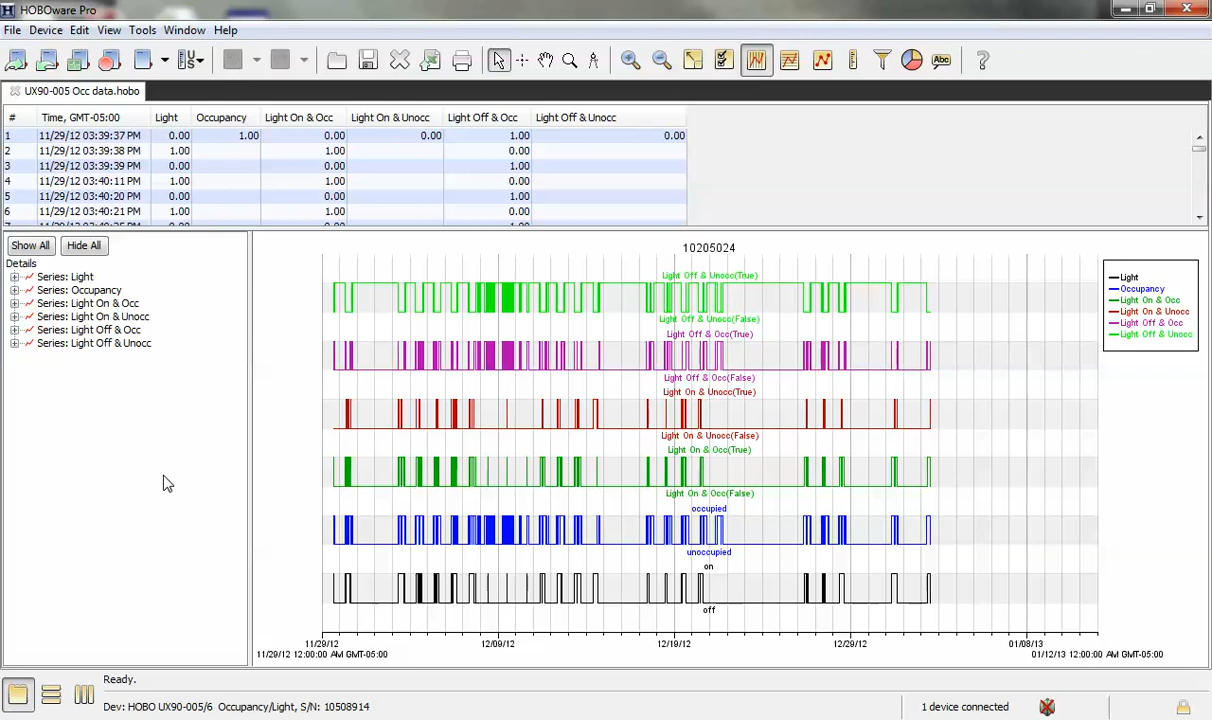 HOBOware Pro
File Device Edit View Tools Window Help
UX90-005 Occ data.hobo
# Time, GMT-05:00 Light Occupancy Light On & Occ Light On & Unocc Light Off & Occ Light Off & Unocc
1 11/29/12 03:39:37 PM 0.00 1.00 0.00 0.00 1.00 0.00
2 11/29/12 03:39:38 PM 1.00 1.00 0.00
3 11/29/12 03:39:39 PM 0.00 0.00 1.00
4 11/29/12 03:40:11 PM 1.00 1.00 0.00
5 11/29/12 03:40:20 PM 0.00 0.00 1.00
6 11/29/12 03:40:21 PM 1.00 1.00 0.00
Show All Hide All
Details
Series: Light
Series: Occupancy
Series: Light On & Occ
Series: Light On & Unocc
Series: Light Off & Occ
Series: Light Off & Unocc
10205024
Light Off & Unocc(True)
Light Off & Unocc(False)
Light Off & Occ(True)
Light Off & Occ(False)
Light On & Unocc(True)
Light On & Unocc(False)
Light On & Occ(True)
Light On & Occ(False)
occupied
unoccupied
on
off
11/29/12 12/09/12 12/19/12 12/29/12 01/08/13
11/29/12 12:00:00 AM GMT-05:00 01/12/13 12:00:00 AM GMT-05:00
Light
Occupancy
Light On & Occ
Light On & Unocc
Light Off & Occ
Light Off & Unocc
Abc
Ready.
Dev: HOBO UX90-005/6 Occupancy/Light, S/N: 10508914 1 device connected